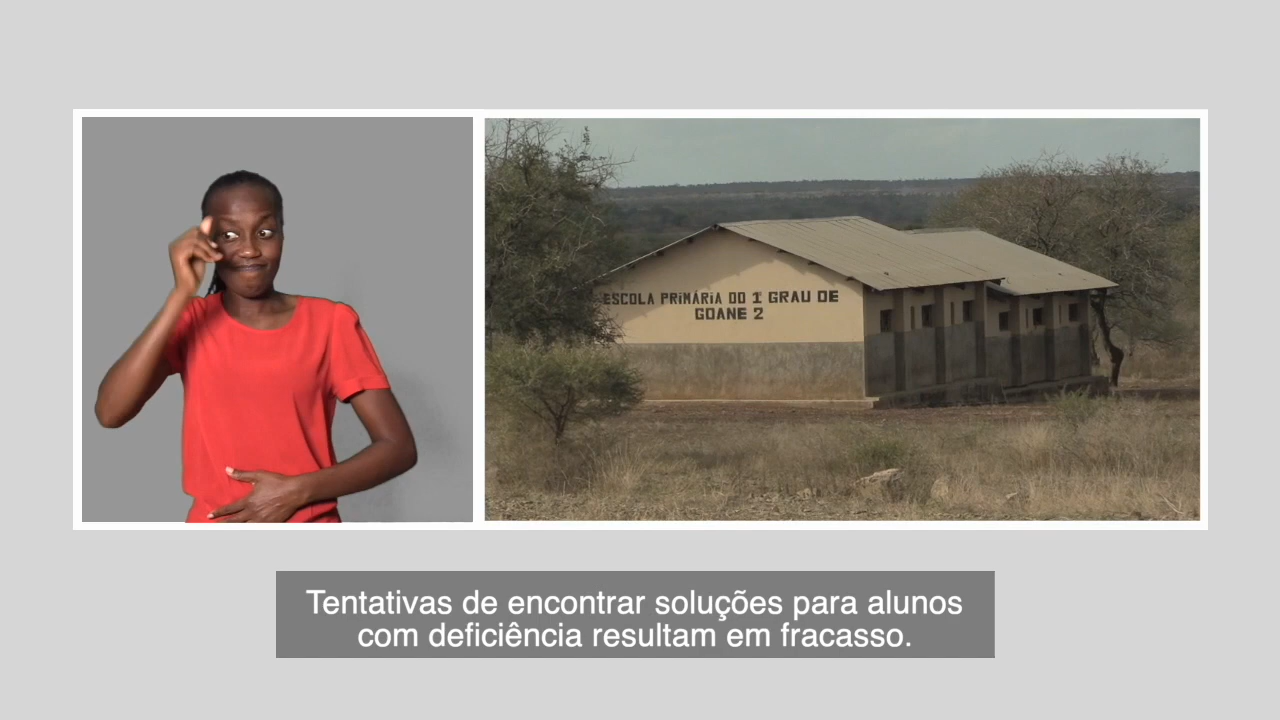 ESCOLA PRIMÁRIA DO 1 GRAU DE
GOANE 2
Tentativas de encontrar soluções para alunos
com deficiência resultam em fracasso.